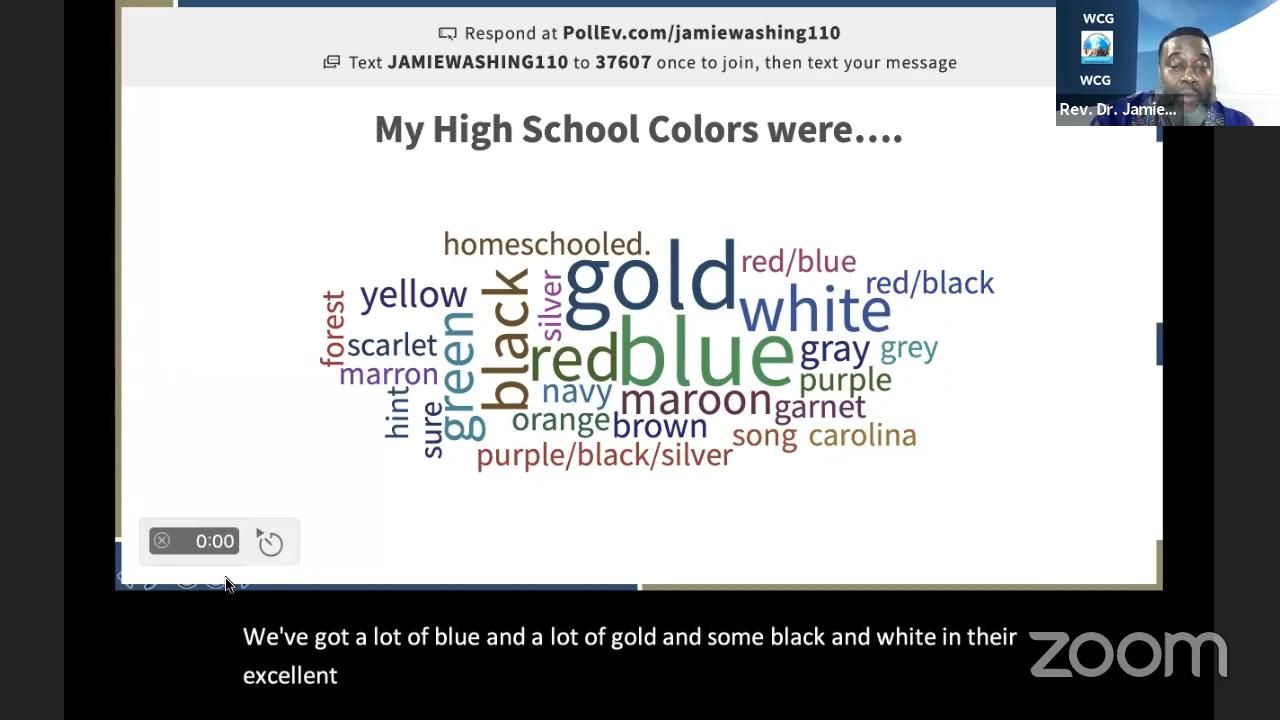 Respond at PollEv.com/jamiewashing110
Text JAMIEWASHING110 to 37607 once to join, then text your message
WCG
WCG
Rev. Dr. Jamie...
My High School Colors were....
homeschooled.
gold
red/blue
red/black
yellow
black
silver
white
forest
scarlet
green
red
blue
gray
grey
marron
navy
maroon
purple
garnet
hint
sure
orange
brown
song
carolina
purple/black/silver
0:00
We've got a lot of blue and a lot of gold and some black and white in their
excellent
zoom